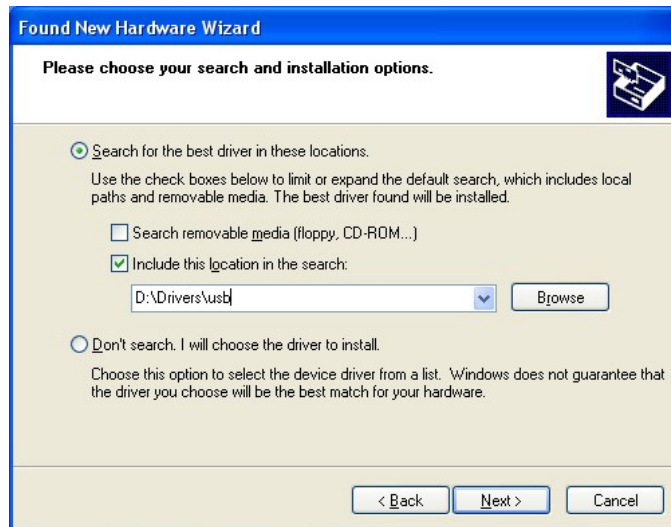 Found New Hardware Wizard
Please choose your search and installation options.
Search for the best driver in these locations.
Use the check boxes below to limit or expand the default search, which includes local
paths and removable media. The best driver found will be installed.
Search removable media (floppy, CD-ROM...)
Include this location in the search:
D:\Drivers\usb
Browse
Don't search. I will choose the driver to install.
Choose this option to select the device driver from a list. Windows does not guarantee that
the driver you choose will be the best match for your hardware.
< Back
Next >
Cancel